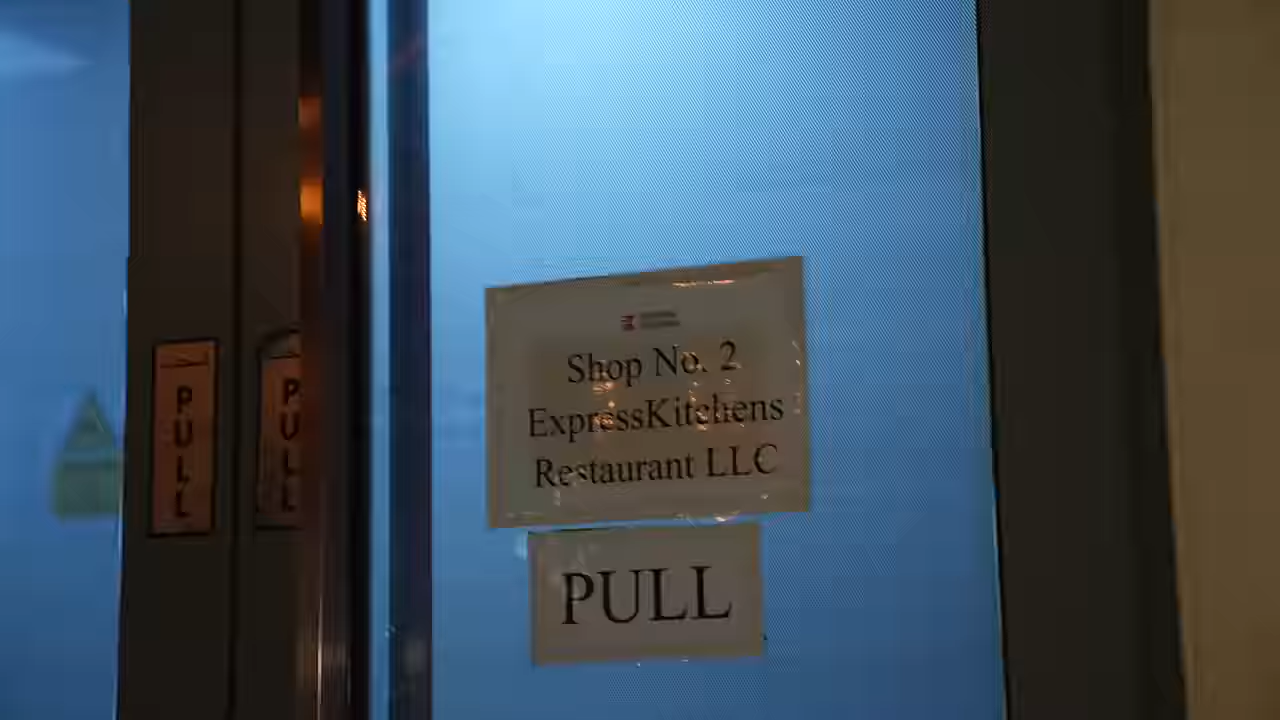 PULL
PULL
Shop No. 2
ExpressKitchens
Restaurant LLC
PULL